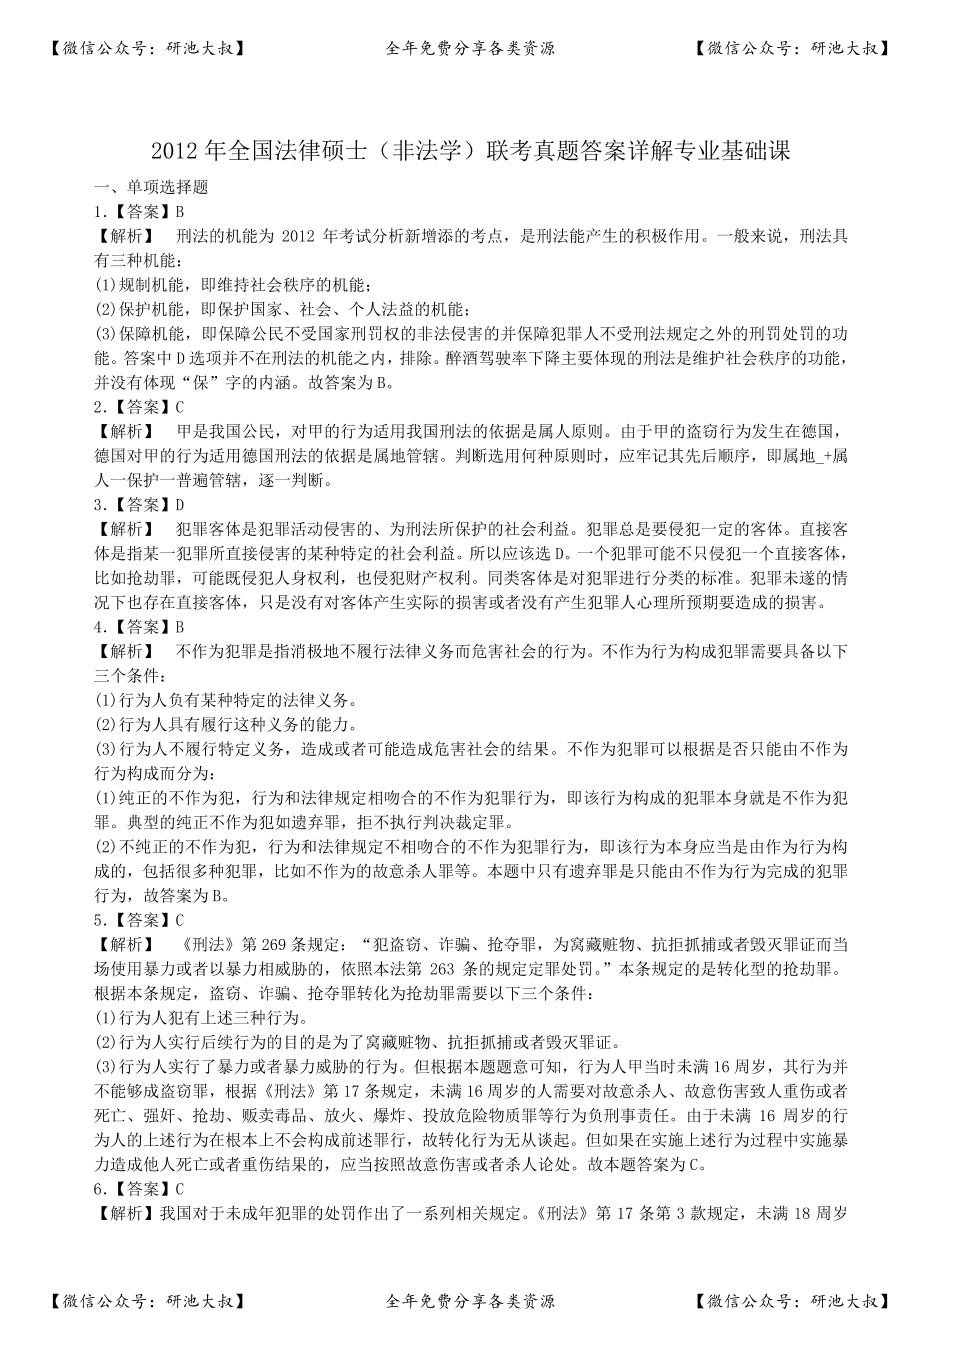 【微信公众号：研池大叔】 全年免费分享各类资源 【微信公众号：研池大叔】
2012 年全国法律硕士（非法学）联考真题答案详解专业基础课
一、单项选择题
1.【答案】B
【解析】 刑法的机能为 2012 年考试分析新增添的考点，是刑法能产生的积极作用。一般来说，刑法具
有三种机能：
(1)规制机能，即维持社会秩序的机能；
(2)保护机能，即保护国家、社会、个人法益的机能；
(3)保障机能，即保障公民不受国家刑罚权的非法侵害的并保障犯罪人不受刑法规定之外的刑罚处罚的功
能。答案中 D 选项并不在刑法的机能之内，排除。醉酒驾驶率下降主要体现的刑法是维护社会秩序的功能，
并没有体现“保”字的内涵。故答案为 B。
2.【答案】C
【解析】 甲是我国公民，对甲的行为适用我国刑法的依据是属人原则。由于甲的盗窃行为发生在德国，
德国对甲的行为适用德国刑法的依据是属地管辖。判断选用何种原则时，应牢记其先后顺序，即属地_+属
人一保护一普遍管辖，逐一判断。
3.【答案】D
【解析】 犯罪客体是犯罪活动侵害的、为刑法所保护的社会利益。犯罪总是要侵犯一定的客体。直接客
体是指某一犯罪所直接侵害的某种特定的社会利益。所以应该选 D。一个犯罪可能不只侵犯一个直接客体，
比如抢劫罪，可能既侵犯人身权利，也侵犯财产权利。同类客体是对犯罪进行分类的标准。犯罪未遂的情
况下也存在直接客体，只是没有对客体产生实际的损害或者没有产生犯罪人心理所预期要造成的损害。
4.【答案】B
【解析】 不作为犯罪是指消极地不履行法律义务而危害社会的行为。不作为行为构成犯罪需要具备以下
三个条件：
(1)行为人负有某种特定的法律义务。
(2)行为人具有履行这种义务的能力。
(3)行为人不履行特定义务，造成或者可能造成危害社会的结果。不作为犯罪可以根据是否只能由不作为
行为构成而分为：
(1)纯正的不作为犯，行为和法律规定相吻合的不作为犯罪行为，即该行为构成的犯罪本身就是不作为犯
罪。典型的纯正不作为犯如遗弃罪，拒不执行判决裁定罪。
(2)不纯正的不作为犯，行为和法律规定不相吻合的不作为犯罪行为，即该行为本身应当是由作为行为构
成的，包括很多种犯罪，比如不作为的故意杀人罪等。本题中只有遗弃罪是只能由不作为行为完成的犯罪
行为，故答案为 B。
5.【答案】C
【解析】 《刑法》第 269 条规定：“犯盗窃、诈骗、抢夺罪，为窝藏赃物、抗拒抓捕或者毁灭罪证而当
场使用暴力或者以暴力相威胁的，依照本法第 263 条的规定定罪处罚。”本条规定的是转化型的抢劫罪。
根据本条规定，盗窃、诈骗、抢夺罪转化为抢劫罪需要以下三个条件：
(1)行为人犯有上述三种行为。
(2)行为人实行后续行为的目的是为了窝藏赃物、抗拒抓捕或者毁灭罪证。
(3)行为人实行了暴力或者暴力威胁的行为。但根据本题题意可知，行为人甲当时未满 16 周岁，其行为并
不能够成盗窃罪，根据《刑法》第 17 条规定，未满 16 周岁的人需要对故意杀人、故意伤害致人重伤或者
死亡、强奸、抢劫、贩卖毒品、放火、爆炸、投放危险物质罪等行为负刑事责任。由于未满 16 周岁的行
为人的上述行为在根本上不会构成前述罪行，故转化行为无从谈起。但如果在实施上述行为过程中实施暴
力造成他人死亡或者重伤结果的，应当按照故意伤害或者杀人论处。故本题答案为 C。
6.【答案】C
【解析】我国对于未成年犯罪的处罚作出了一系列相关规定。《刑法》第 17 条第 3 款规定，未满 18 周岁
【微信公众号：研池大叔】 全年免费分享各类资源 【微信公众号：研池大叔】